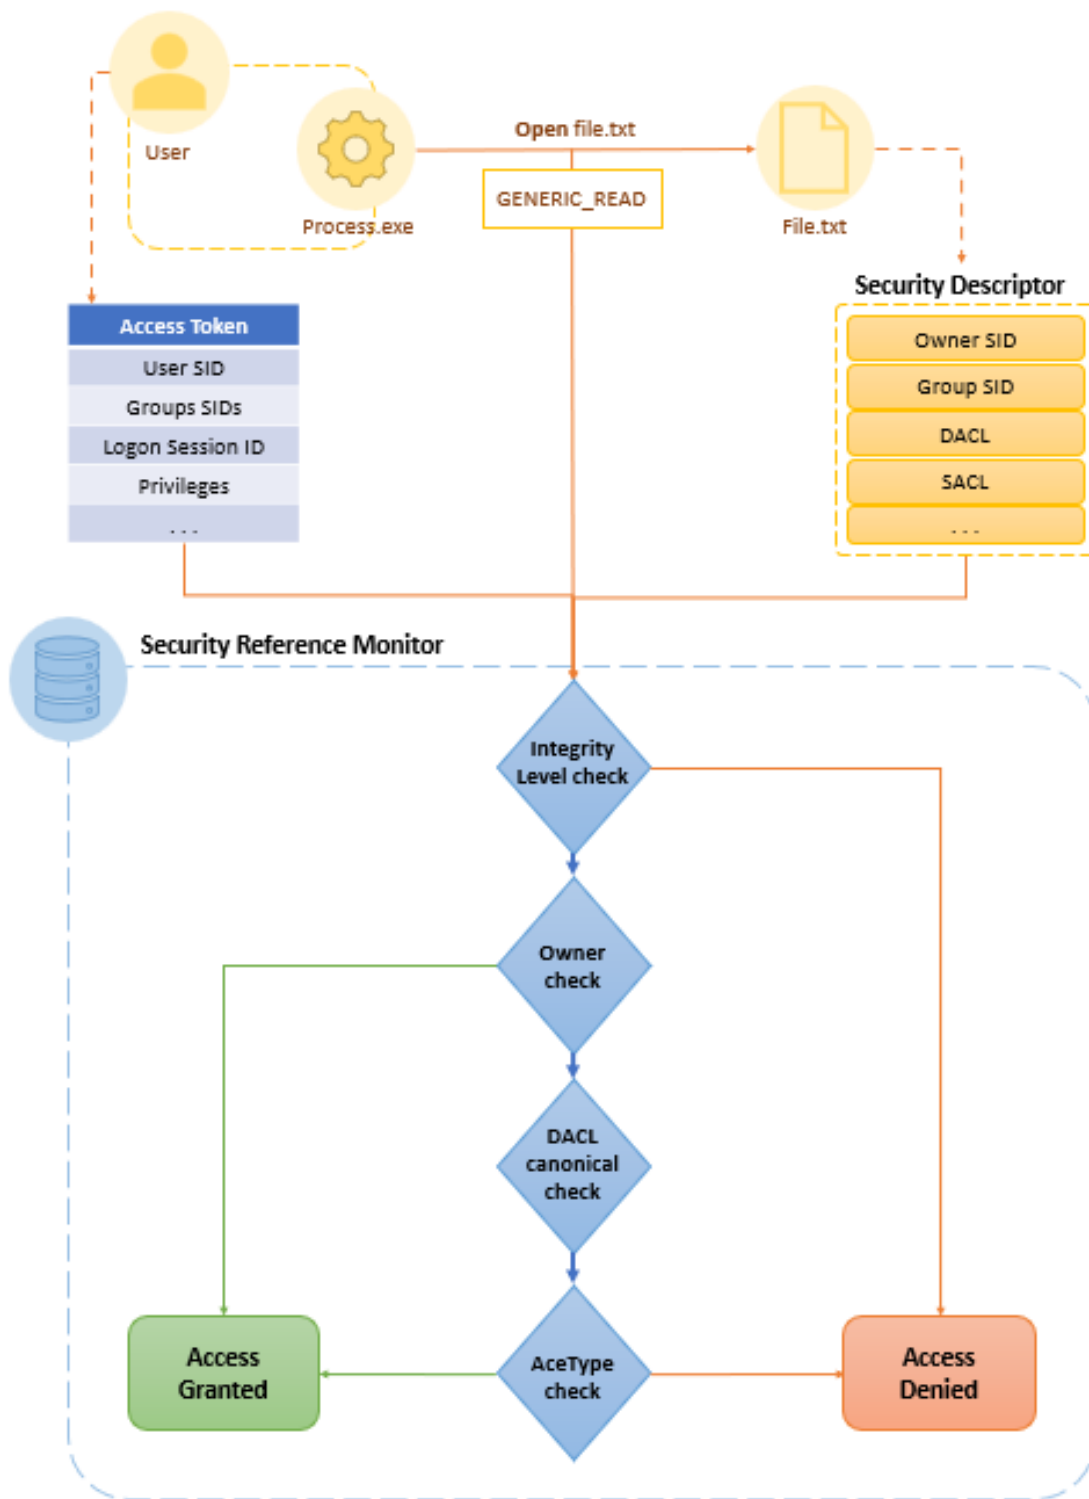 User
Process.exe
Open file.txt
GENERIC_READ
File.txt
Access Token
User SID
Groups SIDs
Logon Session ID
Privileges
...
Security Descriptor
Owner SID
Group SID
DACL
SACL
...
Security Reference Monitor
Integrity
Level check
Owner
check
DACL
canonical
check
AceType
check
Access
Granted
Access
Denied